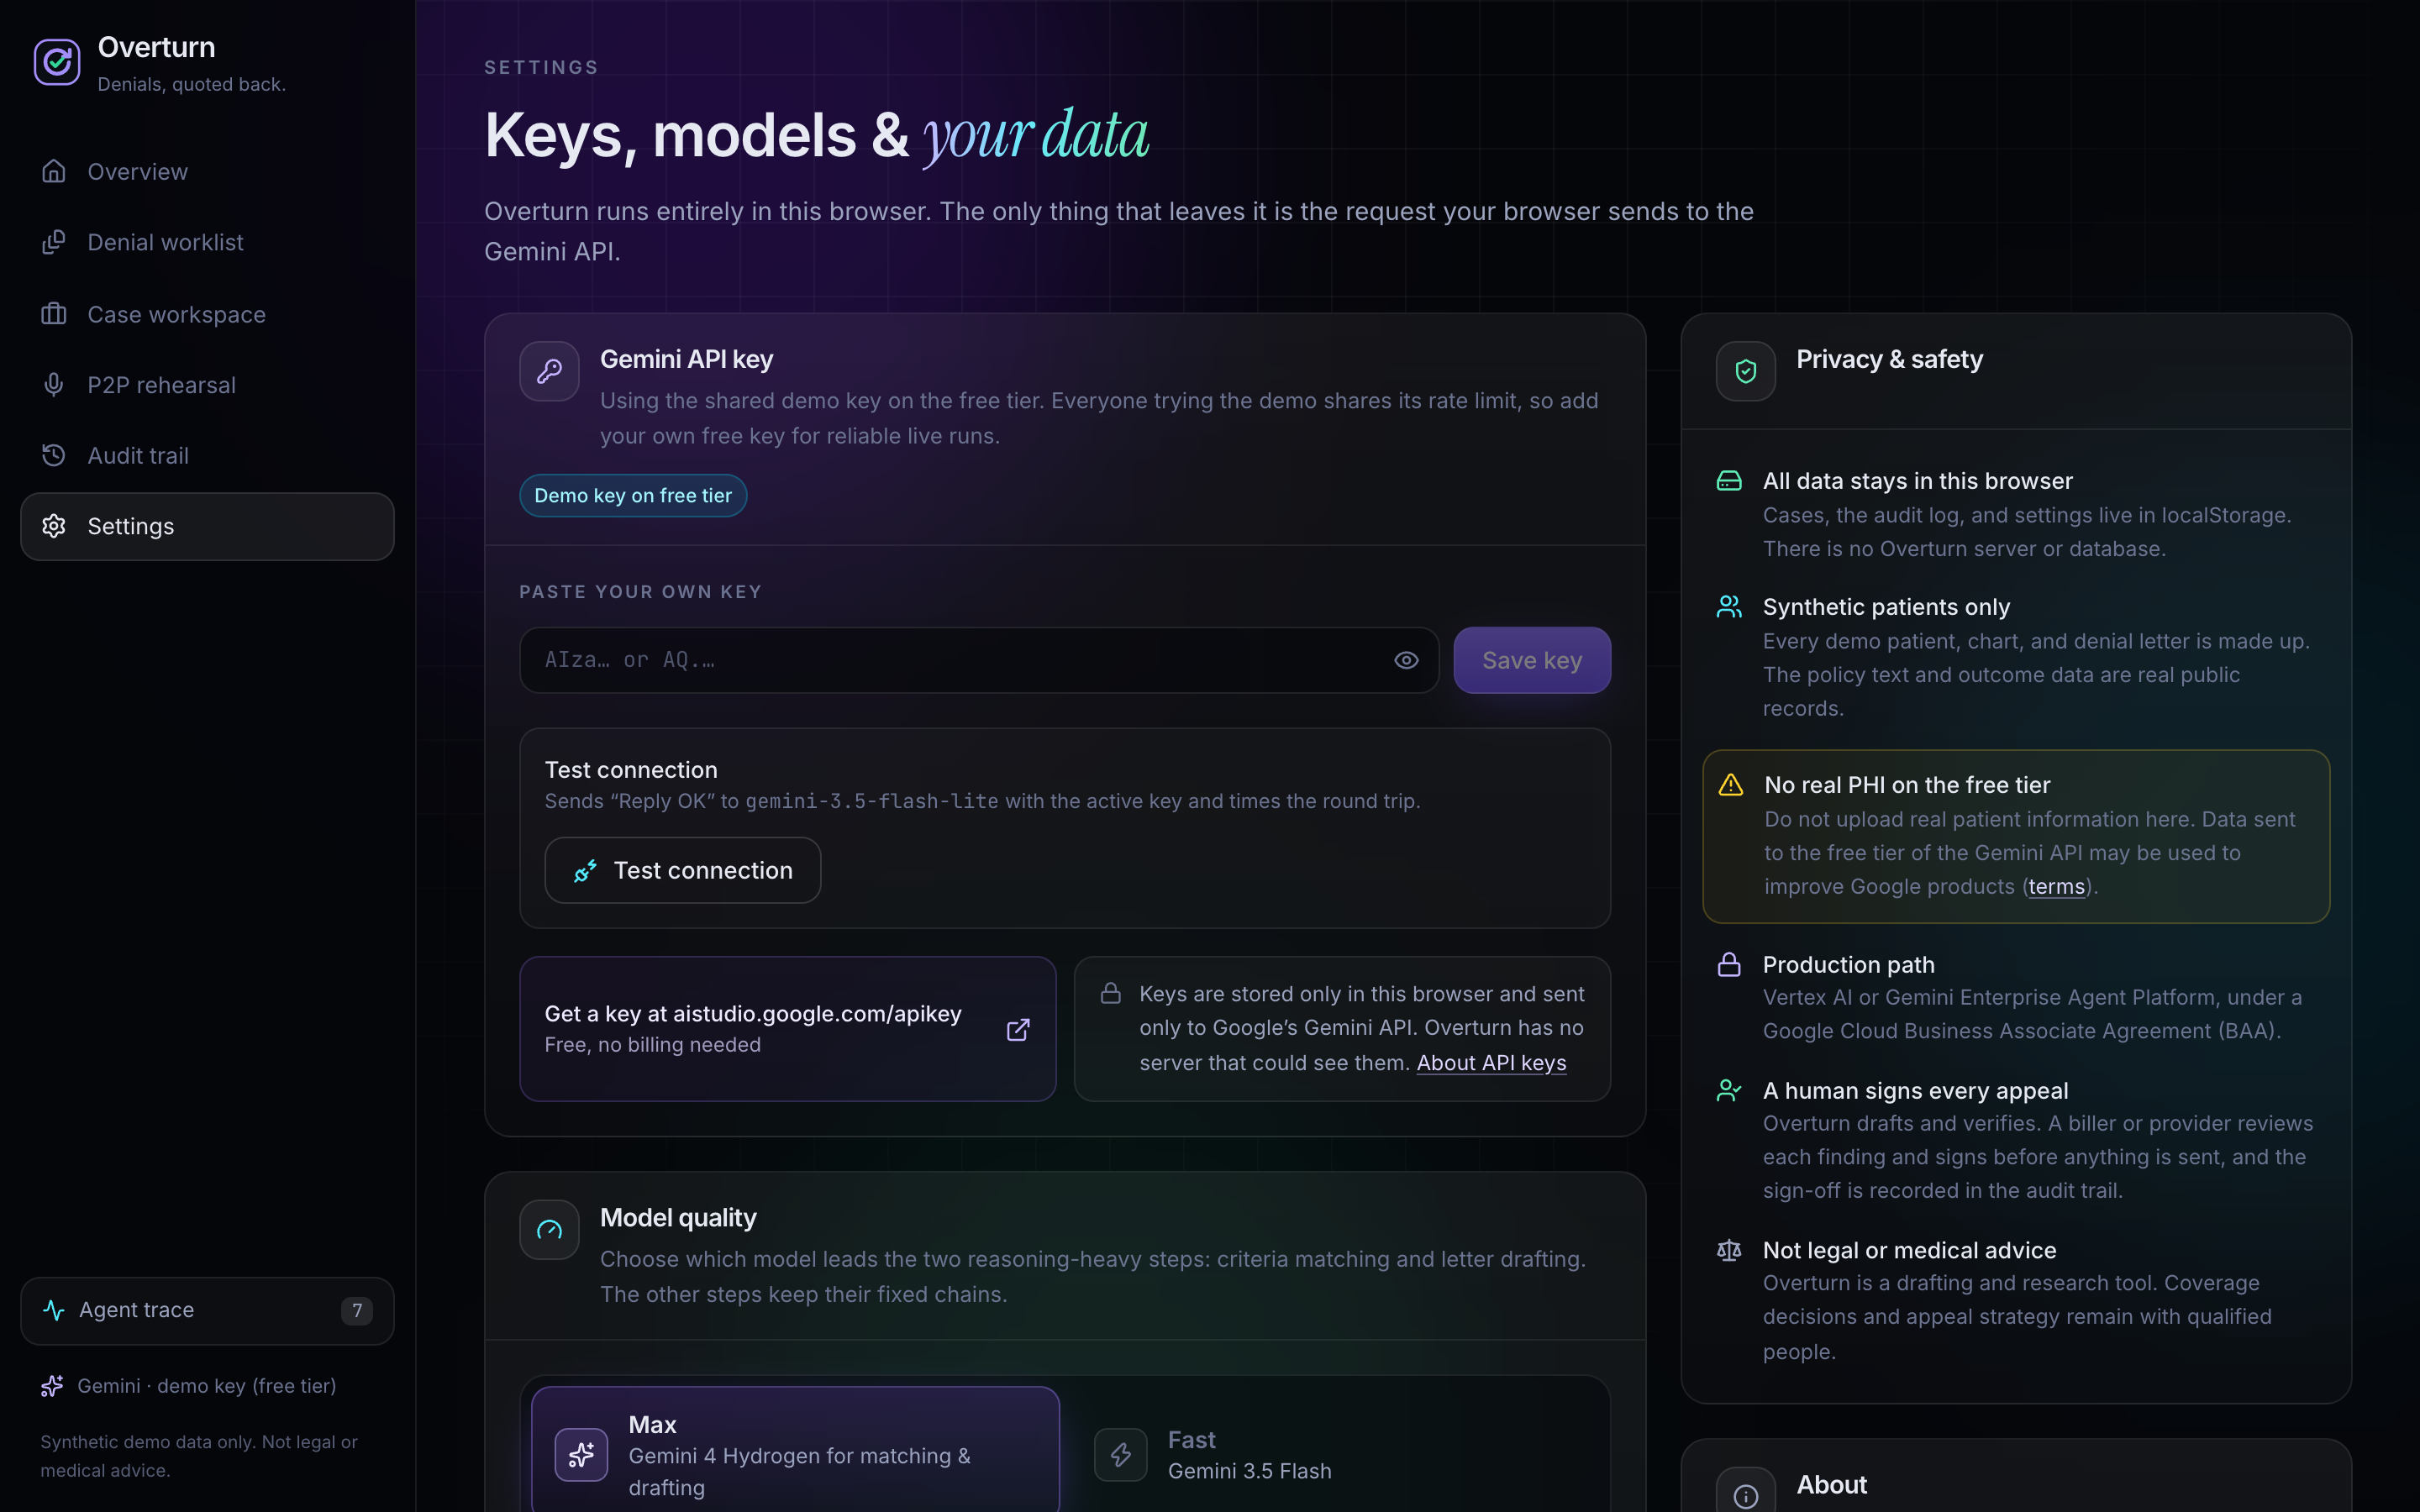 Overturn
Denials, quoted back.
Overview
Denial worklist
Case workspace
P2P rehearsal
Audit trail
Settings
Agent trace
7
Gemini · demo key (free tier)
Synthetic demo data only. Not legal or
medical advice.
SETTINGS
Keys, models & your data
Overturn runs entirely in this browser. The only thing that leaves it is the request your browser sends to the
Gemini API.
Gemini API key
Using the shared demo key on the free tier. Everyone trying the demo shares its rate limit, so add
your own free key for reliable live runs.
Demo key on free tier
PASTE YOUR OWN KEY
AIza… or AQ.…
Save key
Test connection
Sends “Reply OK” to gemini-3.5-flash-lite with the active key and times the round trip.
Test connection
Get a key at aistudio.google.com/apikey
Free, no billing needed
Keys are stored only in this browser and sent
only to Google’s Gemini API. Overturn has no
server that could see them. About API keys
Model quality
Choose which model leads the two reasoning-heavy steps: criteria matching and letter drafting.
The other steps keep their fixed chains.
Max
Gemini 4 Hydrogen for matching &
drafting
Fast
Gemini 3.5 Flash
Privacy & safety
All data stays in this browser
Cases, the audit log, and settings live in localStorage.
There is no Overturn server or database.
Synthetic patients only
Every demo patient, chart, and denial letter is made up.
The policy text and outcome data are real public
records.
No real PHI on the free tier
Do not upload real patient information here. Data sent
to the free tier of the Gemini API may be used to
improve Google products (terms).
Production path
Vertex AI or Gemini Enterprise Agent Platform, under a
Google Cloud Business Associate Agreement (BAA).
A human signs every appeal
Overturn drafts and verifies. A biller or provider reviews
each finding and signs before anything is sent, and the
sign-off is recorded in the audit trail.
Not legal or medical advice
Overturn is a drafting and research tool. Coverage
decisions and appeal strategy remain with qualified
people.
About